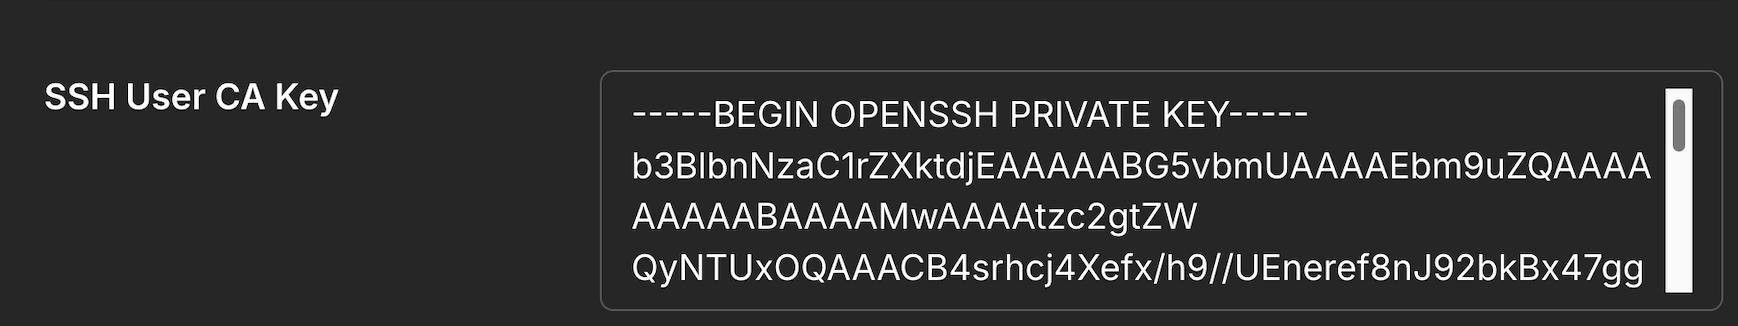 SSH User CA Key
-----BEGIN OPENSSH PRIVATE KEY-----
b3BlbnNzaC1rZXktdjEAAAAABG5vbmUAAAAEbm9uZQAAAA
AAAAABAAAAMwAAAAtzc2gtZW
QyNTUxOQAAACB4srhcj4Xefx/h9//UEneref8nJ92bkBx47gg